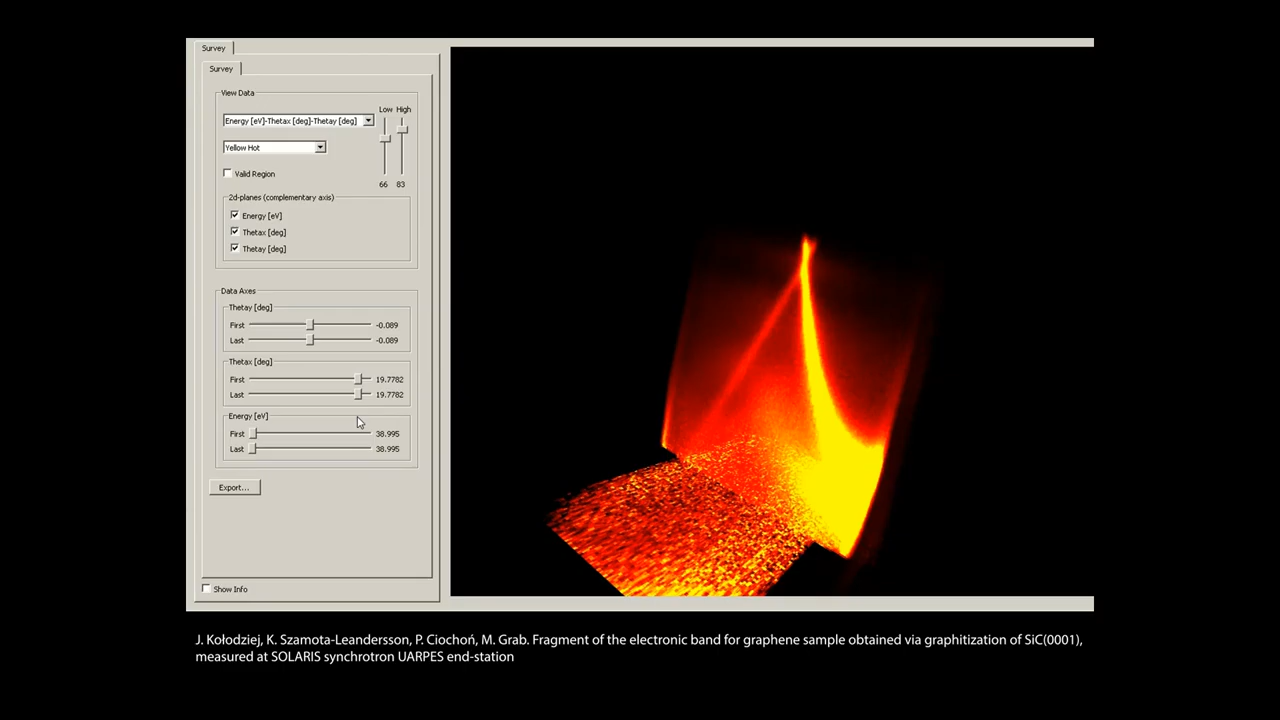 Survey
Survey
View Data
Low High
Energy [eV]-Thetax [deg]-Thetay [deg]
Yellow Hot
Valid Region
66 83
2d-planes (complementary axis)
Energy [eV]
Thetax [deg]
Thetay [deg]
Data Axes
Thetay [deg]
First -0.089
Last -0.089
Thetax [deg]
First 19.7782
Last 19.7782
Energy [eV]
First 38.995
Last 38.995
Export...
Show Info
J. Kołodziej, K. Szamota-Leandersson, P. Ciochoń, M. Grab. Fragment of the electronic band for graphene sample obtained via graphitization of SiC(0001),
measured at SOLARIS synchrotron UARPES end-station